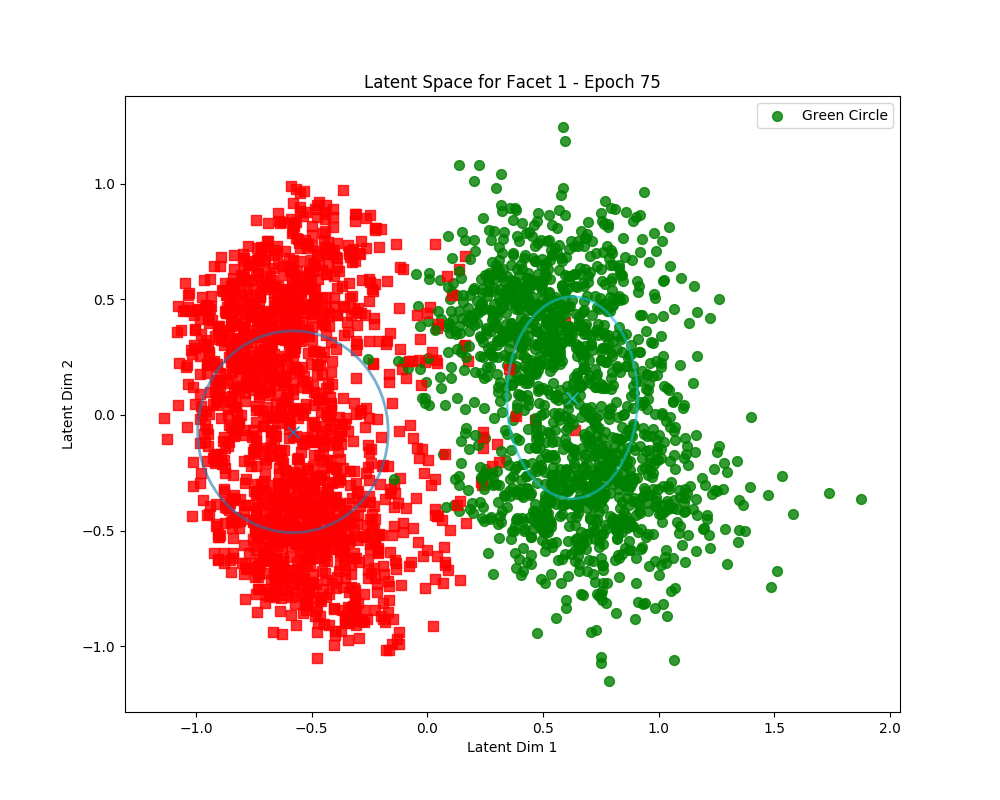 Latent Space for Facet 1 - Epoch 75
Green Circle
1.0
0.5
0.0
−0.5
−1.0
Latent Dim 2
−1.0 −0.5 0.0 0.5 1.0 1.5 2.0
Latent Dim 1